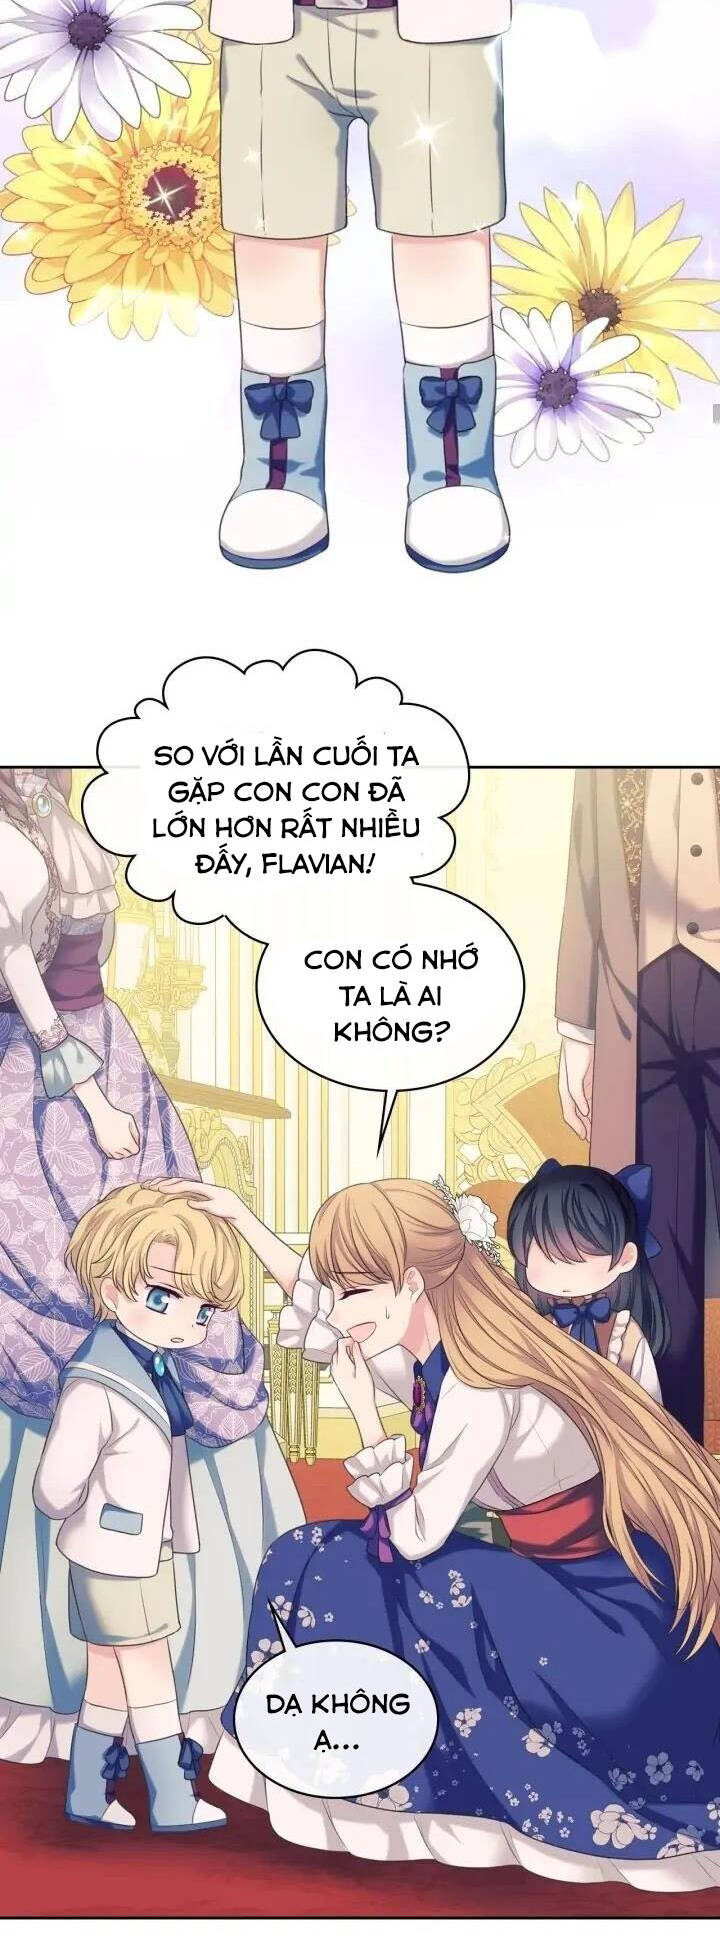 SO VỚI LẦN CUỐI TA
GẶP CON CON ĐÃ
LỚN HƠN RẤT NHIỀU
ĐẤY, FLAVIAN!
CON CÓ NHỚ
TA LÀ AI
KHÔNG?
DẠ KHÔNG
Ạ...